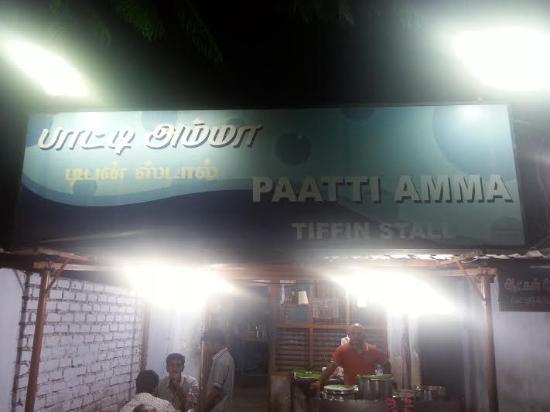 பாட்டி அம்மா
டிபன் ஸ்டால்
PAATTI AMMA
TIFFIN STALL